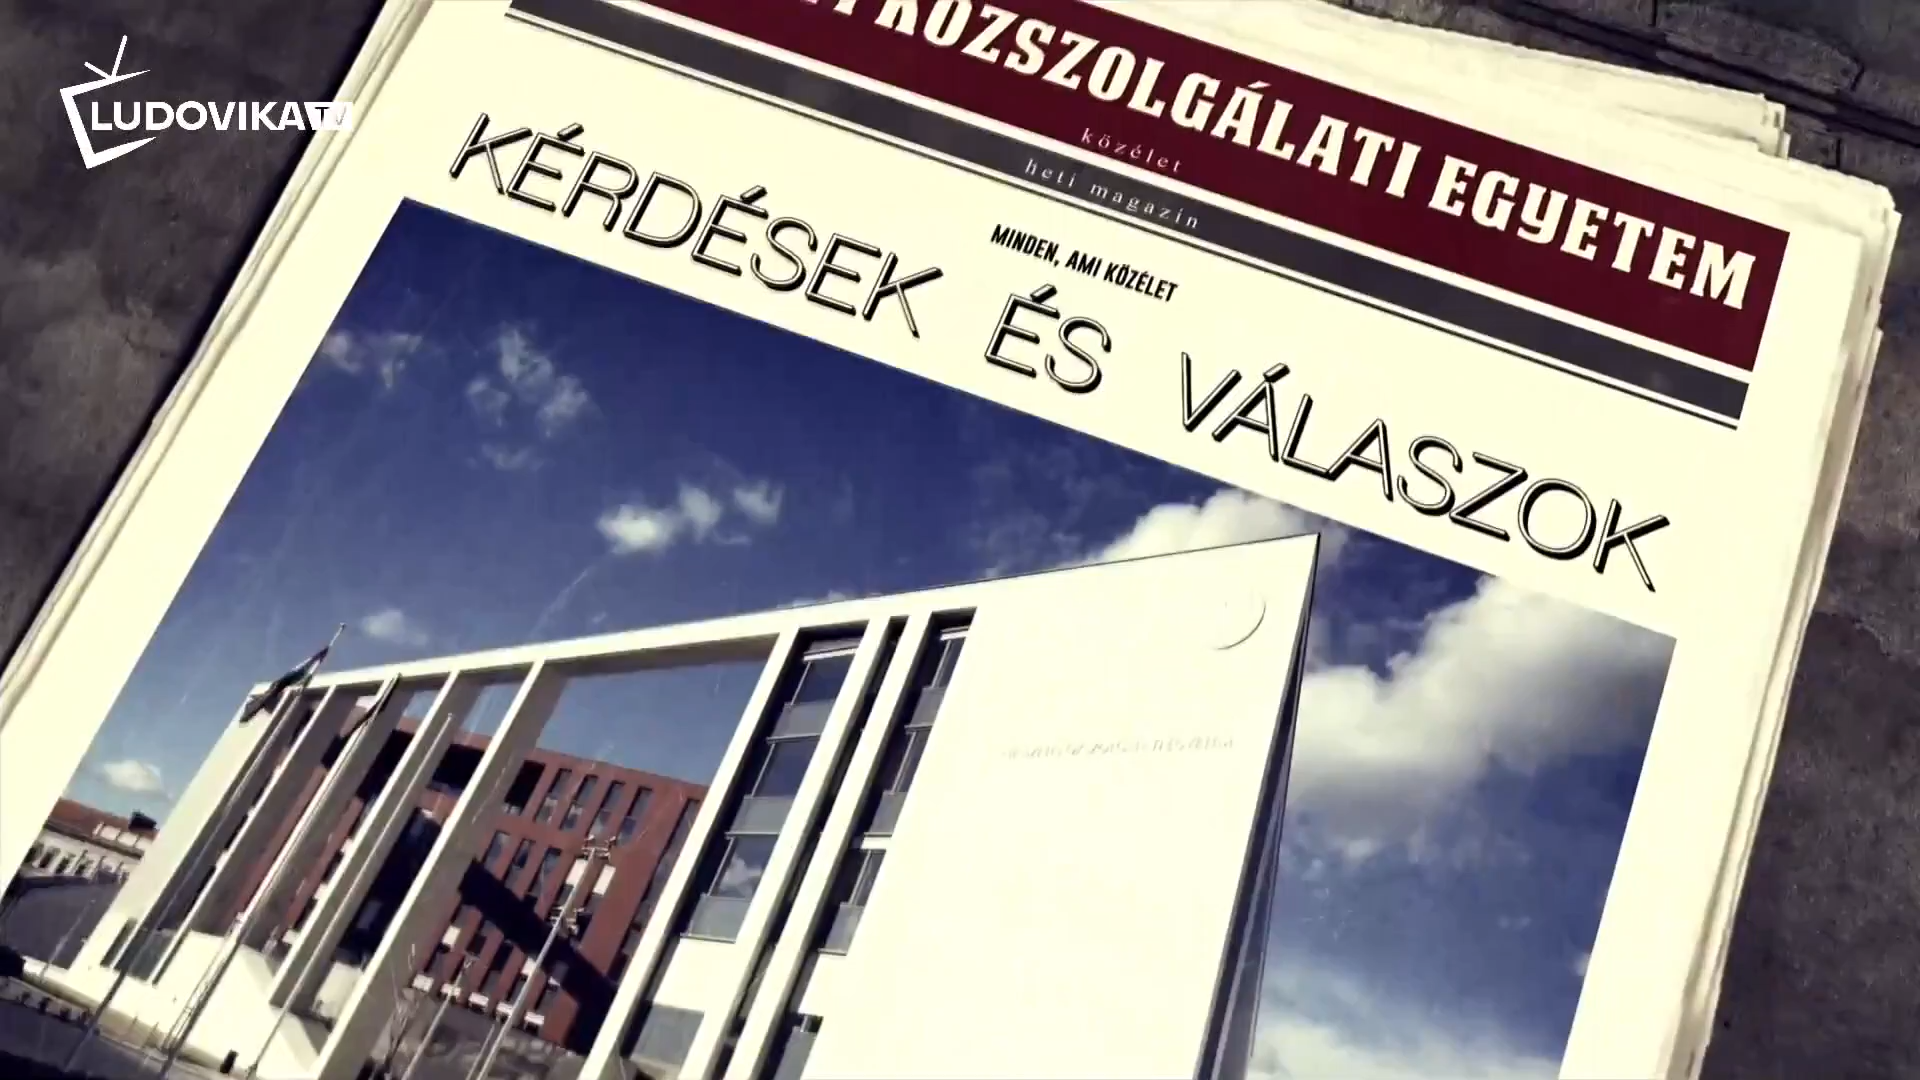 LUDOVIKA TV
KÖZSZOLGÁLATI EGYETEM
közélet
heti magazin
MINDEN, AMI KÖZÉLET
KÉRDÉSEK ÉS VÁLASZOK